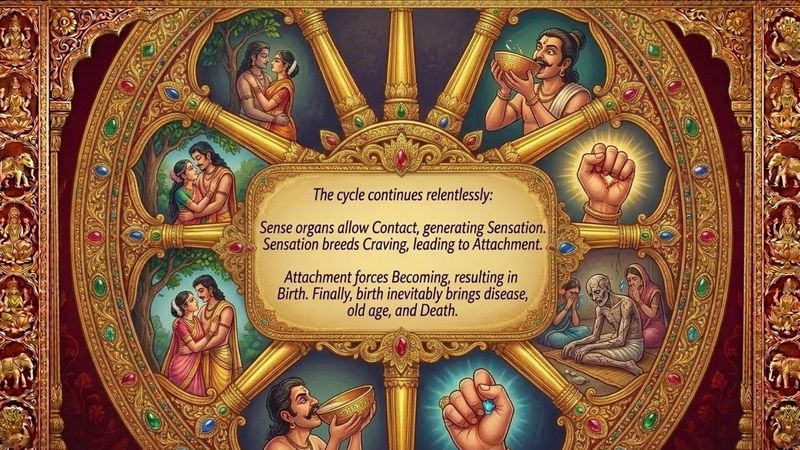 The cycle continues relentlessly:
Sense organs allow Contact, generating Sensation.
Sensation breeds Craving, leading to Attachment.
Attachment forces Becoming, resulting in
Birth. Finally, birth inevitably brings disease,
old age, and Death.